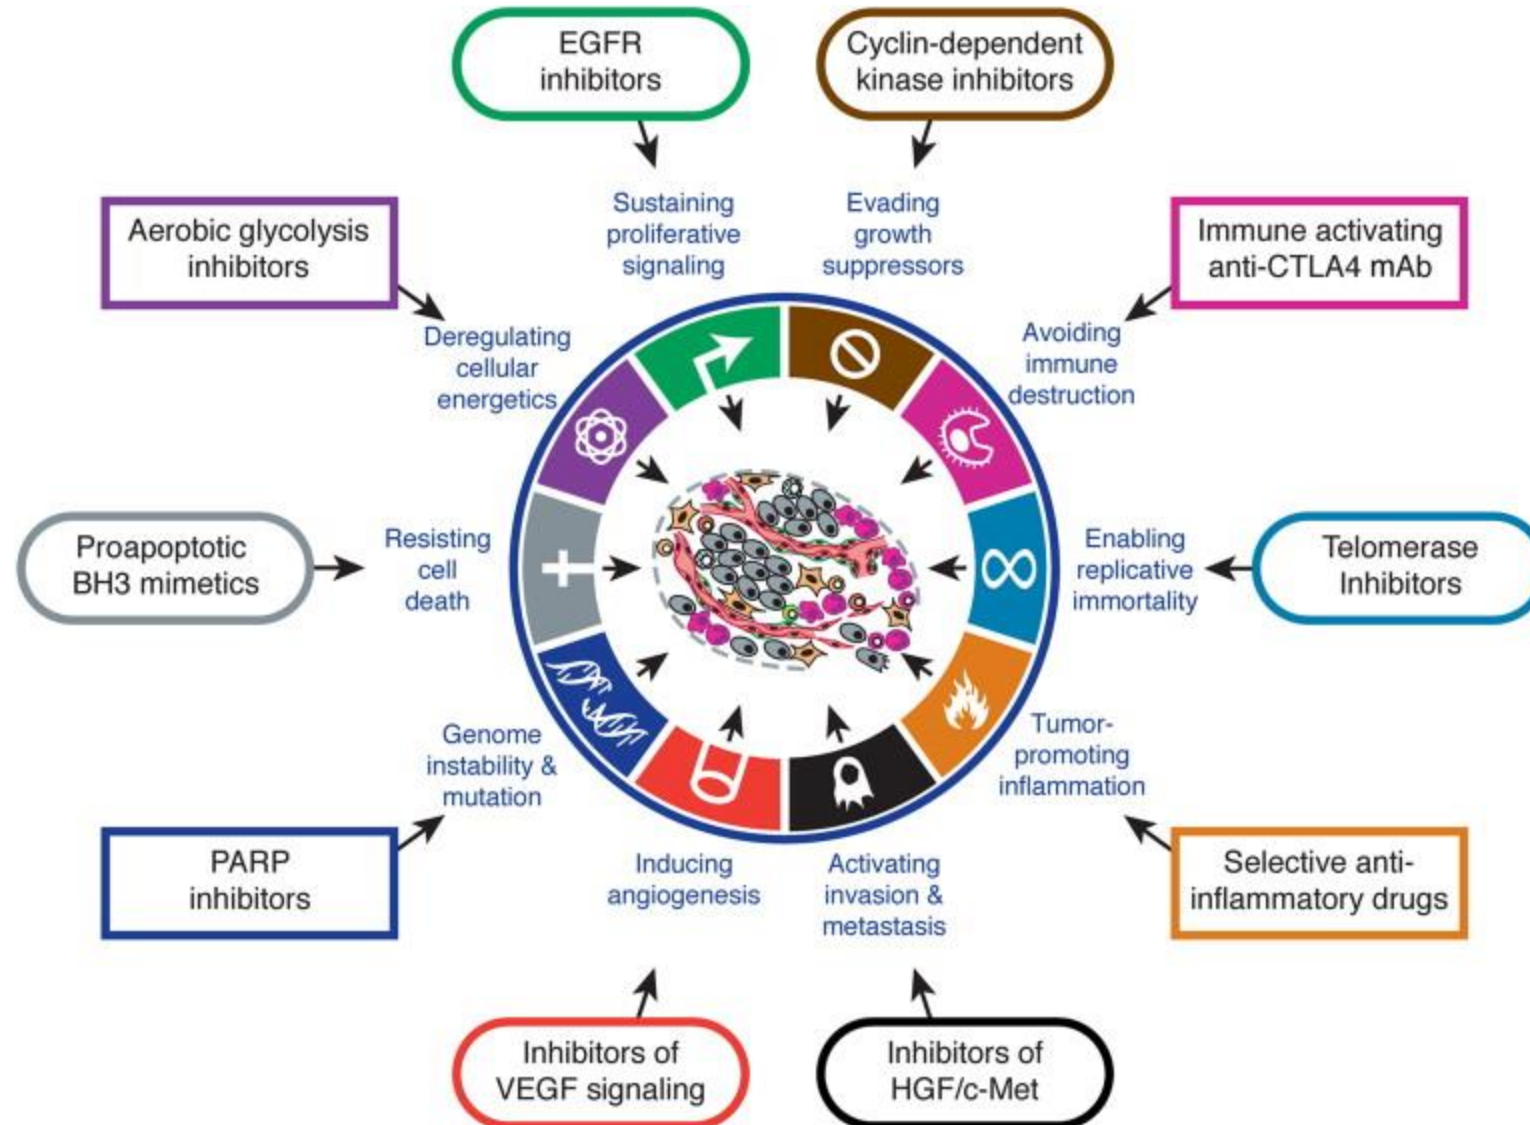 EGFR
inhibitors
Cyclin-dependent
kinase inhibitors
Aerobic glycolysis
inhibitors
Sustaining
proliferative
signaling
Evading
growth
suppressors
Immune activating
anti-CTLA4 mAb
Deregulating
cellular
energetics
Avoiding
immune
destruction
Proapoptotic
BH3 mimetics
Resisting
cell
death
Enabling
replicative
immortality
Telomerase
Inhibitors
Genome
instability &
mutation
Tumor-
promoting
inflammation
PARP
inhibitors
Inducing
angiogenesis
Activating
invasion &
metastasis
Selective anti-
inflammatory drugs
Inhibitors of
VEGF signaling
Inhibitors of
HGF/c-Met